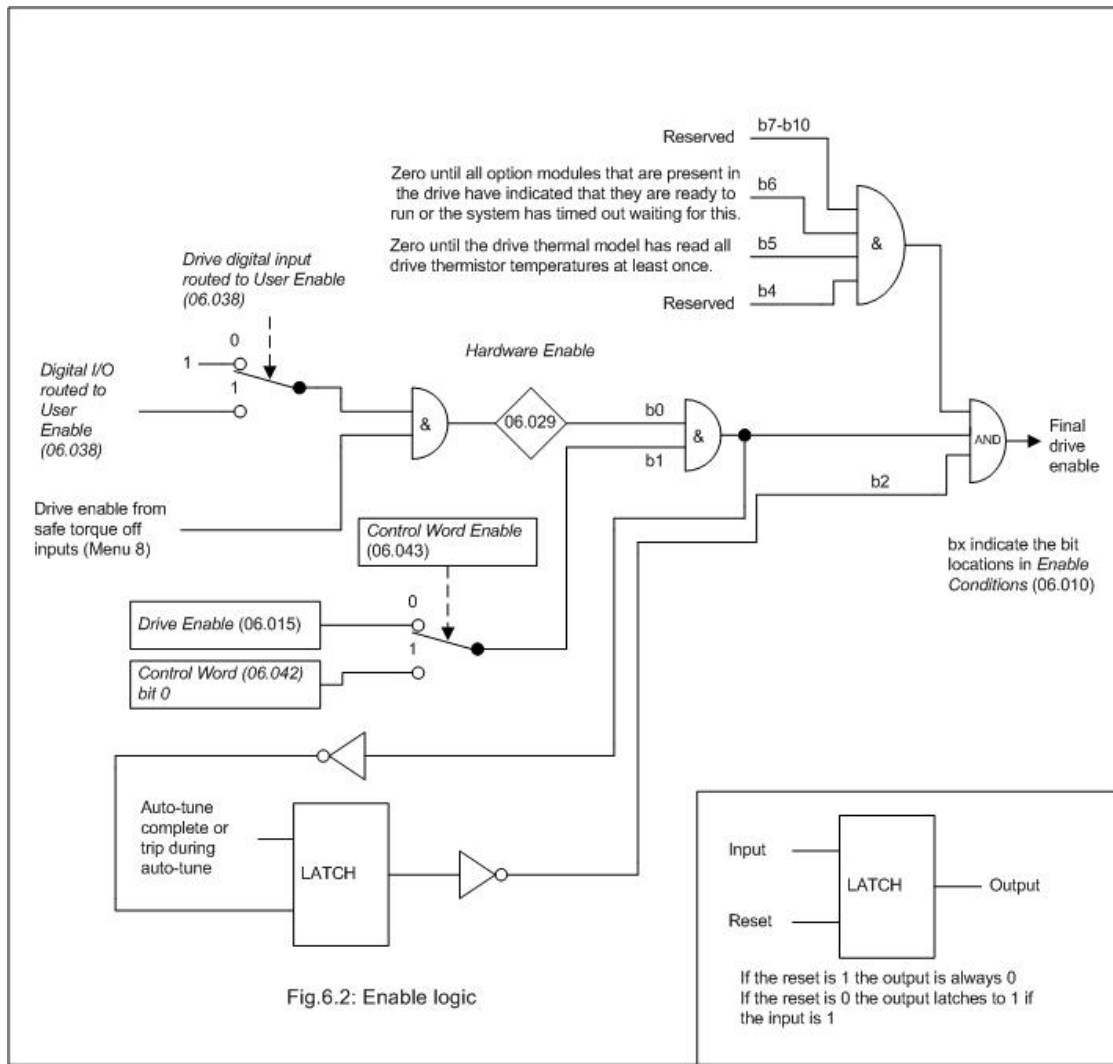 Reserved
b7-b10
Zero until all option modules that are present in
the drive have indicated that they are ready to
run or the system has timed out waiting for this.
b6
Zero until the drive thermal model has read all
drive thermistor temperatures at least once.
b5
Reserved
b4
&
Drive digital input
routed to User Enable
(06.038)
0
1
1
Digital I/O
routed to
User
Enable
(06.038)
Hardware Enable
&
06.029
b0
b1
&
AND
Final
drive
enable
b2
Drive enable from
safe torque off
inputs (Menu 8)
Control Word Enable
(06.043)
bx indicate the bit
locations in Enable
Conditions (06.010)
0
Drive Enable (06.015)
1
Control Word (06.042)
bit 0
Auto-tune
complete or
trip during
auto-tune
LATCH
Input
Reset
LATCH
Output
If the reset is 1 the output is always 0
If the reset is 0 the output latches to 1 if
the input is 1
Fig.6.2: Enable logic